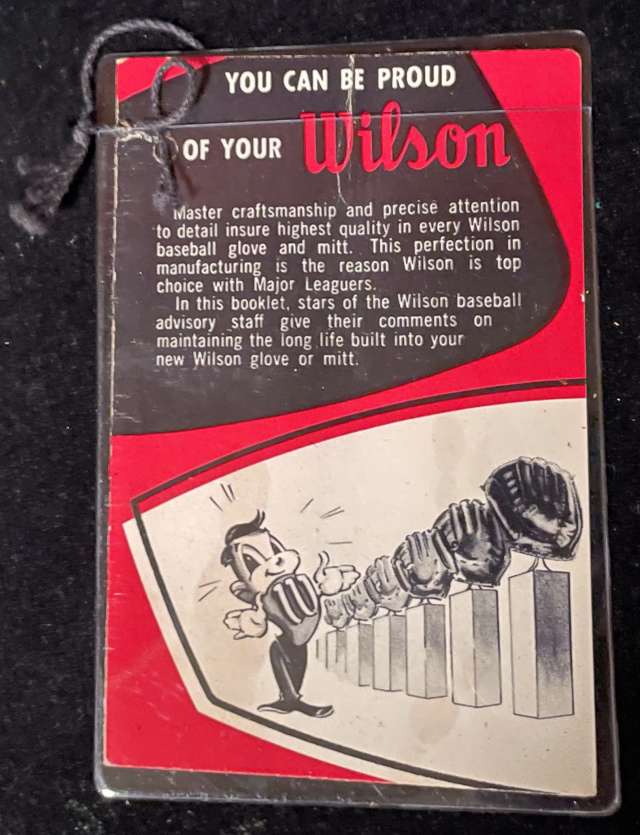 YOU CAN BE PROUD
OF YOUR Wilson
Master craftsmanship and precise attention
to detail insure highest quality in every Wilson
baseball glove and mitt. This perfection in
manufacturing is the reason Wilson is top
choice with Major Leaguers.
In this booklet, stars of the Wilson baseball
advisory staff give their comments on
maintaining the long life built into your
new Wilson glove or mitt.